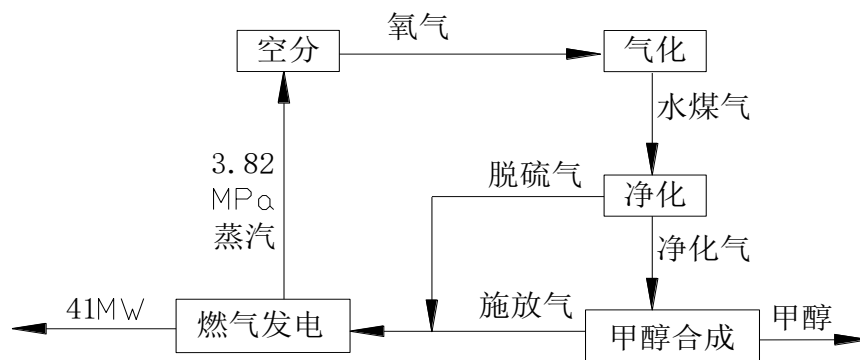 氧气
空分
气化
水煤气
3.82
MPa
蒸汽
脱硫气
净化
净化气
41MW
燃气发电
施放气
甲醇合成
甲醇